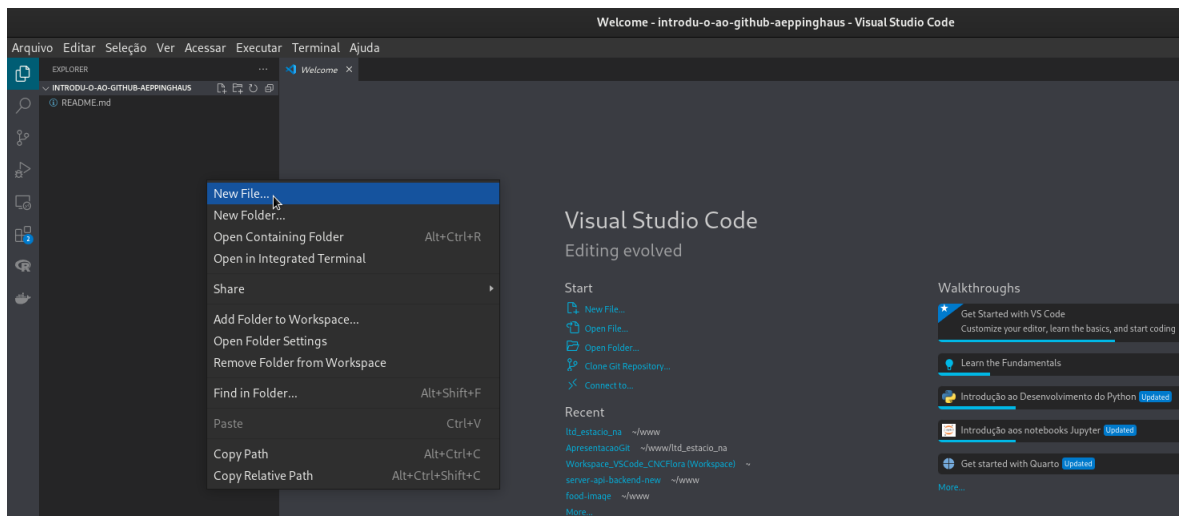 Welcome - introdu-o-ao-github-aeppinghaus - Visual Studio Code
Arquivo Editar Seleção Ver Acessar Executar Terminal Ajuda
EXPLORER ...
INTRODU-O-AO-GITHUB-AEPPINGHAUS
README.md
Welcome
New File...
New Folder...
Open Containing Folder Alt+Ctrl+R
Open in Integrated Terminal
Share
Add Folder to Workspace...
Open Folder Settings
Remove Folder from Workspace
Find in Folder... Alt+Shift+F
Paste Ctrl+V
Copy Path Alt+Ctrl+C
Copy Relative Path Alt+Ctrl+Shift+C
Visual Studio Code
Editing evolved
Start
New File...
Open File...
Open Folder...
Clone Git Repository...
Connect to...
Recent
ltd_estacio_na ~/www
ApresentacaoGit ~/www/ltd_estacio_na
Workspace_VSCode_CNCFlora (Workspace) ~
server-api-backend-new ~/www
food-image ~/www
More...
Walkthroughs
Get Started with VS Code
Customize your editor, learn the basics, and start coding
Learn the Fundamentals
Introdução ao Desenvolvimento do Python Updated
Introdução aos notebooks Jupyter Updated
Get started with Quarto Updated
More...